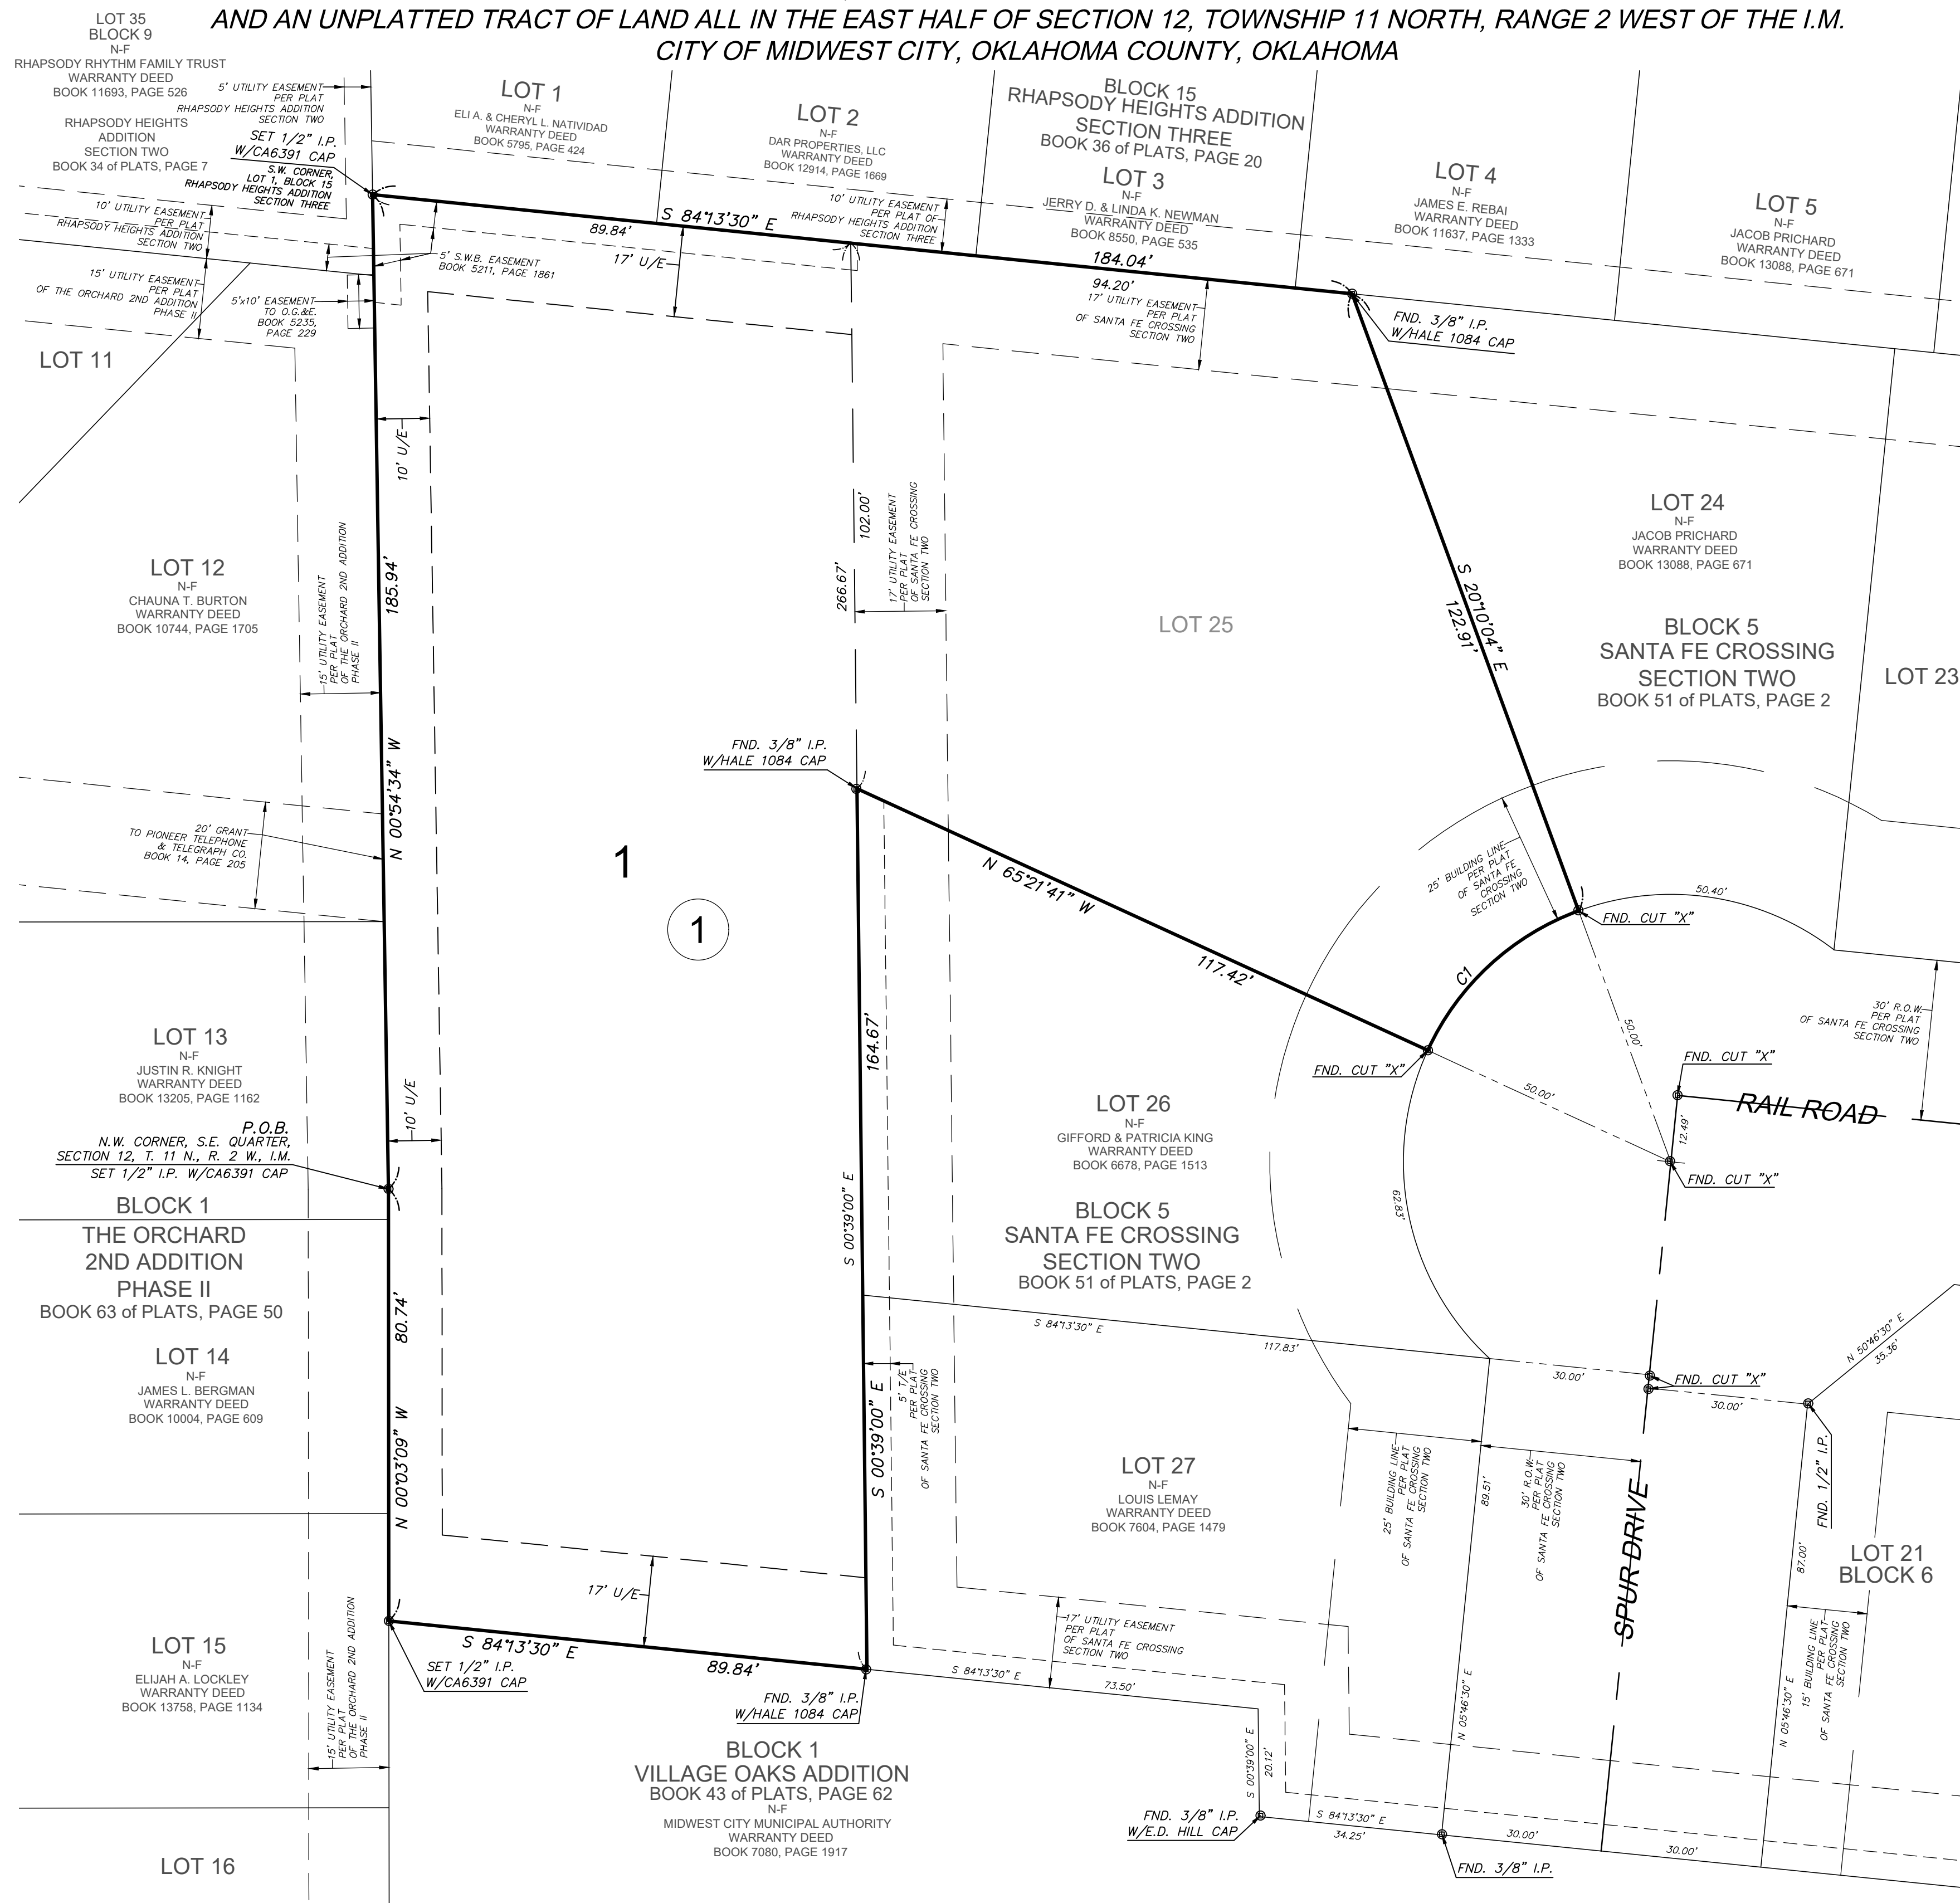 AND AN UNPLATTED TRACT OF LAND ALL IN THE EAST HALF OF SECTION 12, TOWNSHIP 11 NORTH, RANGE 2 WEST OF THE I.M.
CITY OF MIDWEST CITY, OKLAHOMA COUNTY, OKLAHOMA
LOT 35
BLOCK 9
N-F
RHAPSODY RHYTHM FAMILY TRUST
WARRANTY DEED
BOOK 11693, PAGE 526
RHAPSODY HEIGHTS
ADDITION
SECTION TWO
BOOK 34 of PLATS, PAGE 7
5' UTILITY EASEMENT
PER PLAT
RHAPSODY HEIGHTS ADDITION
SECTION TWO
SET 1/2" I.P.
W/CA6391 CAP
S.W. CORNER,
LOT 1, BLOCK 15
RHAPSODY HEIGHTS ADDITION
SECTION THREE
10' UTILITY EASEMENT
PER PLAT
RHAPSODY HEIGHTS ADDITION
SECTION TWO
15' UTILITY EASEMENT
PER PLAT
OF THE ORCHARD 2ND ADDITION
PHASE II
5'x10' EASEMENT
TO O.G.&E.
BOOK 5235,
PAGE 229
5' S.W.B. EASEMENT
BOOK 5211, PAGE 1861
LOT 1
N-F
ELI A. & CHERYL L. NATIVIDAD
WARRANTY DEED
BOOK 5795, PAGE 424
LOT 2
N-F
DAR PROPERTIES, LLC
WARRANTY DEED
BOOK 12914, PAGE 1669
BLOCK 15
RHAPSODY HEIGHTS ADDITION
SECTION THREE
BOOK 36 of PLATS, PAGE 20
LOT 3
N-F
JERRY D. & LINDA K. NEWMAN
WARRANTY DEED
BOOK 8550, PAGE 535
LOT 4
N-F
JAMES E. REBAI
WARRANTY DEED
BOOK 11637, PAGE 1333
LOT 5
N-F
JACOB PRICHARD
WARRANTY DEED
BOOK 13088, PAGE 671
10' UTILITY EASEMENT
PER PLAT OF
RHAPSODY HEIGHTS ADDITION
SECTION THREE
S 84°13'30" E
89.84'
17' U/E
184.04'
94.20'
17' UTILITY EASEMENT
PER PLAT
OF SANTA FE CROSSING
SECTION TWO
FND. 3/8" I.P.
W/HALE 1084 CAP
LOT 11
10' U/E
185.94'
15' UTILITY EASEMENT
PER PLAT
OF THE ORCHARD 2ND ADDITION
PHASE II
LOT 12
N-F
CHAUNA T. BURTON
WARRANTY DEED
BOOK 10744, PAGE 1705
N 00°54'34" W
20' GRANT
TO PIONEER TELEPHONE
& TELEGRAPH CO.
BOOK 14, PAGE 205
102.00'
266.67'
17' UTILITY EASEMENT
PER PLAT
OF SANTA FE CROSSING
SECTION TWO
LOT 25
S 20°10'04" E
122.91'
LOT 24
N-F
JACOB PRICHARD
WARRANTY DEED
BOOK 13088, PAGE 671
BLOCK 5
SANTA FE CROSSING
SECTION TWO
BOOK 51 of PLATS, PAGE 2
LOT 23
FND. 3/8" I.P.
W/HALE 1084 CAP
1
1
N 65°21'41" W
117.42'
25' BUILDING LINE
PER PLAT
OF SANTA FE
CROSSING
SECTION TWO
50.40'
FND. CUT "X"
C1
FND. CUT "X"
50.00'
50.00'
30' R.O.W.
PER PLAT
OF SANTA FE CROSSING
SECTION TWO
FND. CUT "X"
RAIL ROAD
12.49'
FND. CUT "X"
164.67'
S 00°39'00" E
LOT 13
N-F
JUSTIN R. KNIGHT
WARRANTY DEED
BOOK 13205, PAGE 1162
10' U/E
P.O.B.
N.W. CORNER, S.E. QUARTER,
SECTION 12, T. 11 N., R. 2 W., I.M.
SET 1/2" I.P. W/CA6391 CAP
BLOCK 1
THE ORCHARD
2ND ADDITION
PHASE II
BOOK 63 of PLATS, PAGE 50
LOT 26
N-F
GIFFORD & PATRICIA KING
WARRANTY DEED
BOOK 6678, PAGE 1513
BLOCK 5
SANTA FE CROSSING
SECTION TWO
BOOK 51 of PLATS, PAGE 2
62.83'
S 84°13'30" E
117.83'
80.74'
N 00°03'09" W
LOT 14
N-F
JAMES L. BERGMAN
WARRANTY DEED
BOOK 10004, PAGE 609
S 00°39'00" E
5' T/E
PER PLAT
OF SANTA FE CROSSING
SECTION TWO
30.00'
FND. CUT "X"
30.00'
N 50°46'30" E
35.36'
FND. 1/2" I.P.
LOT 27
N-F
LOUIS LEMAY
WARRANTY DEED
BOOK 7604, PAGE 1479
25' BUILDING LINE
PER PLAT
OF SANTA FE CROSSING
SECTION TWO
89.51'
30' R.O.W.
PER PLAT
OF SANTA FE CROSSING
SECTION TWO
SPUR DRIVE
87.00'
LOT 21
BLOCK 6
15' BUILDING LINE
PER PLAT
OF SANTA FE CROSSING
SECTION TWO
N 05°46'30" E
N 05°46'30" E
17' U/E
S 84°13'30" E
89.84'
SET 1/2" I.P.
W/CA6391 CAP
FND. 3/8" I.P.
W/HALE 1084 CAP
17' UTILITY EASEMENT
PER PLAT
OF SANTA FE CROSSING
SECTION TWO
S 84°13'30" E
73.50'
S 00°39'00" E
20.12'
LOT 15
N-F
ELIJAH A. LOCKLEY
WARRANTY DEED
BOOK 13758, PAGE 1134
15' UTILITY EASEMENT
PER PLAT
OF THE ORCHARD 2ND ADDITION
PHASE II
BLOCK 1
VILLAGE OAKS ADDITION
BOOK 43 of PLATS, PAGE 62
N-F
MIDWEST CITY MUNICIPAL AUTHORITY
WARRANTY DEED
BOOK 7080, PAGE 1917
FND. 3/8" I.P.
W/E.D. HILL CAP
S 84°13'30" E
34.25'
30.00'
30.00'
FND. 3/8" I.P.
LOT 16